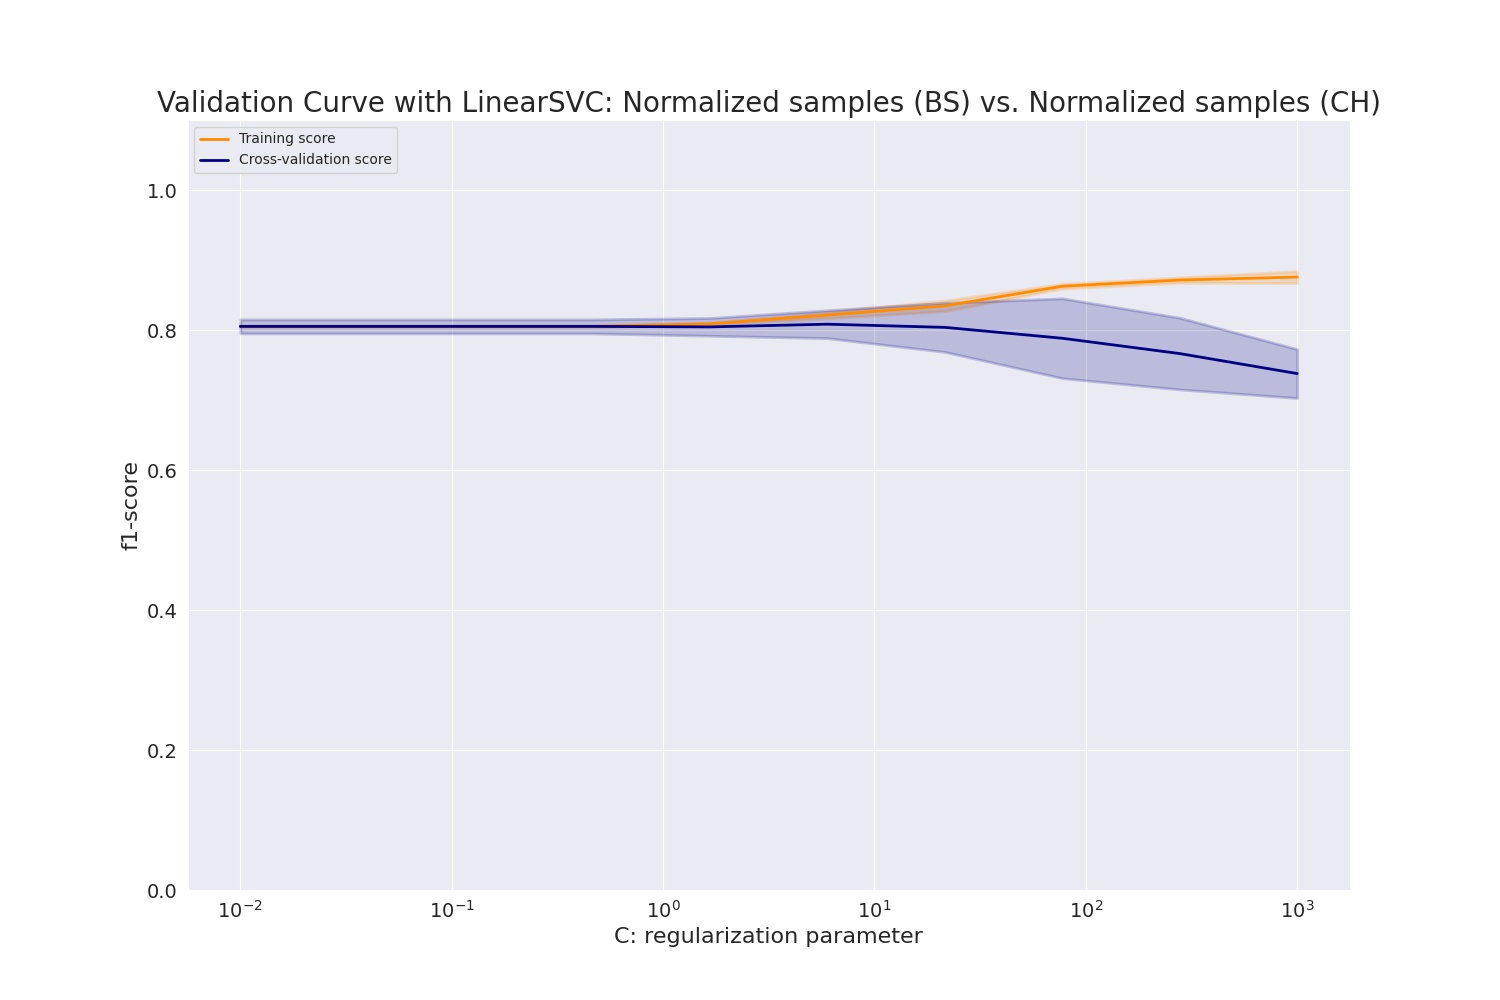 Validation Curve with LinearSVC: Normalized samples (BS) vs. Normalized samples (CH)
Training score
Cross-validation score
1.0
0.8
0.6
0.4
0.2
0.0
f1-score
10⁻² 10⁻¹ 10⁰ 10¹ 10² 10³
C: regularization parameter